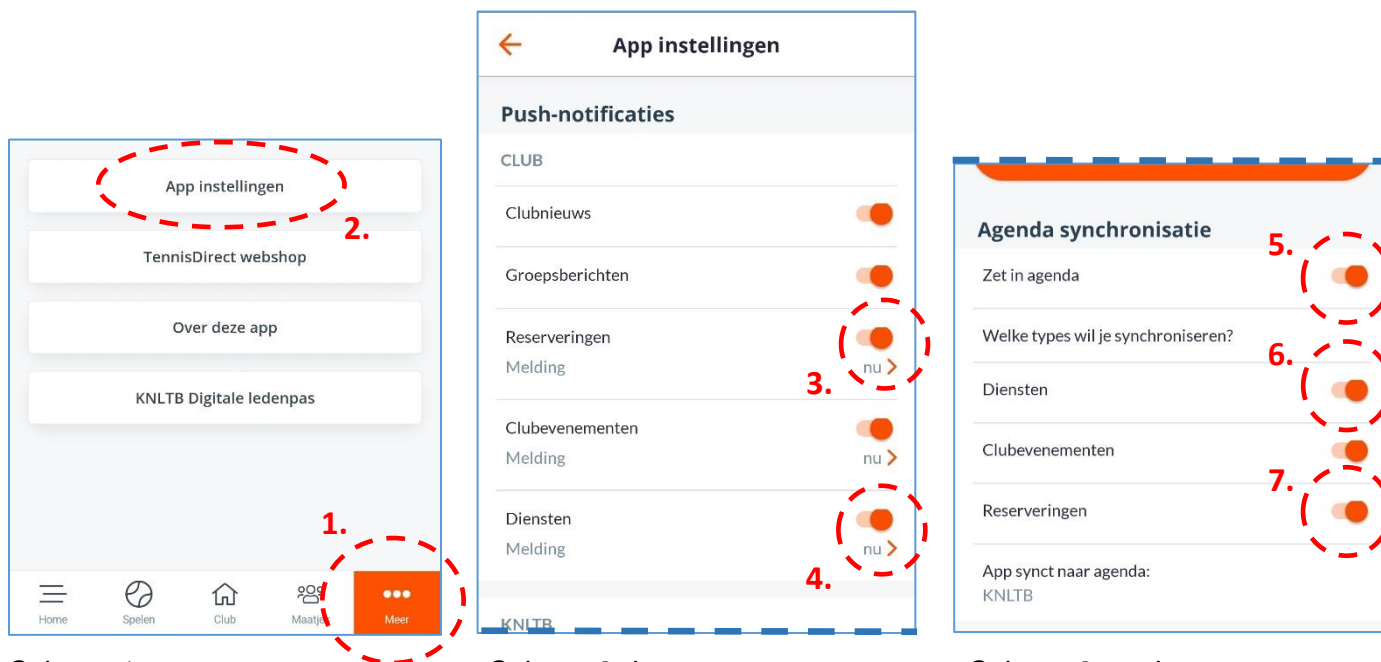 App instellingen
2.
TennisDirect webshop
Over deze app
KNLTB Digitale ledenpas
1.
Home
Spelen
Club
Meer
App instellingen
Push-notificaties
CLUB
Clubnieuws
Groepsberichten
Reserveringen
Melding
nu
3.
Clubevenementen
Melding
nu
Diensten
Melding
nu
4.
KNLTB
Agenda synchronisatie
5.
Zet in agenda
Welke types wil je synchroniseren?
6.
Diensten
Clubevenementen
7.
Reserveringen
App synct naar agenda:
KNLTB